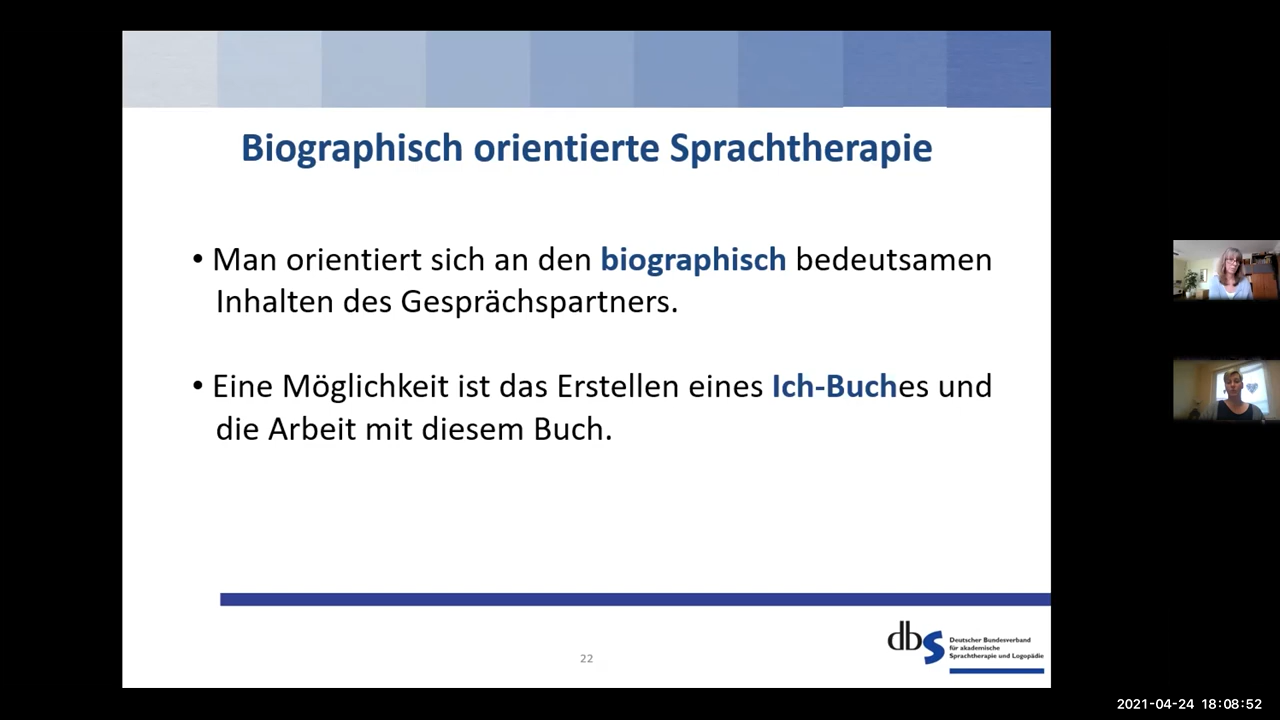 Biographisch orientierte Sprachtherapie
• Man orientiert sich an den biographisch bedeutsamen
Inhalten des Gesprächspartners.
• Eine Möglichkeit ist das Erstellen eines Ich-Buches und
die Arbeit mit diesem Buch.
22
dbs
Deutscher Bundesverband
für akademische
Sprachtherapie und Logopädie
2021-04-24 18:08:52